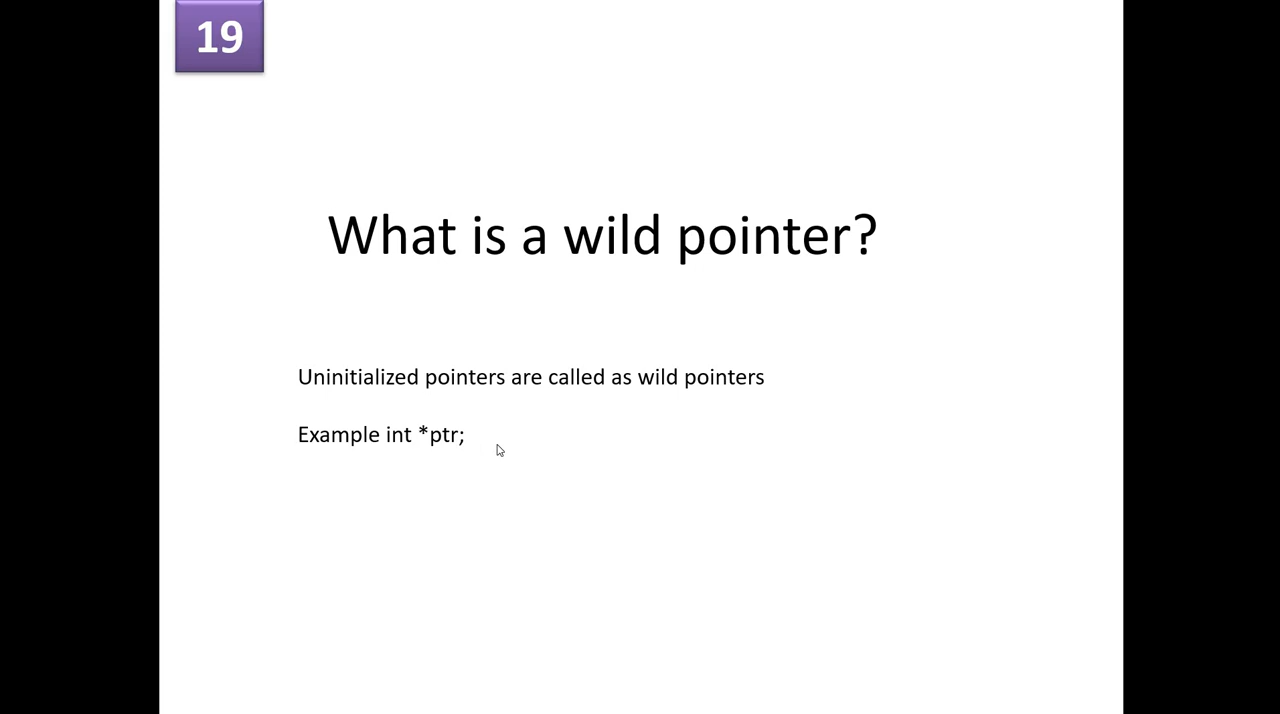 19
What is a wild pointer?
Uninitialized pointers are called as wild pointers
Example int *ptr;